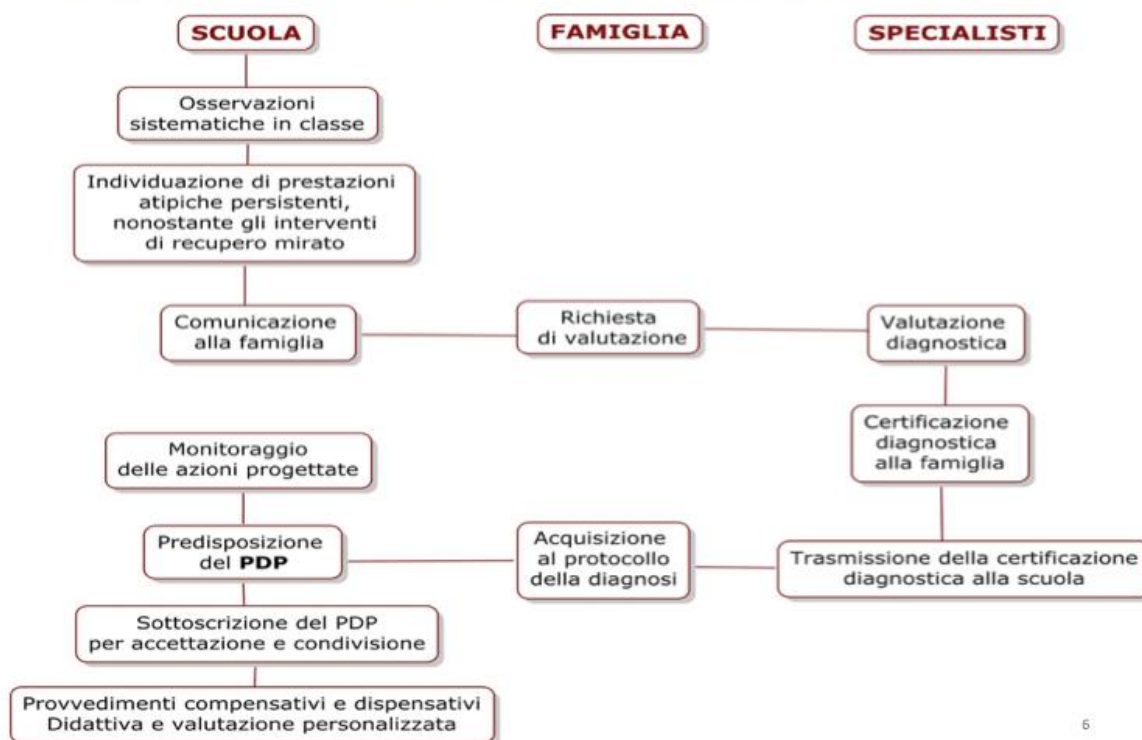 SCUOLA
FAMIGLIA
SPECIALISTI
Osservazioni
sistematiche in classe
Individuazione di prestazioni
atipiche persistenti,
nonostante gli interventi
di recupero mirato
Comunicazione
alla famiglia
Richiesta
di valutazione
Valutazione
diagnostica
Certificazione
diagnostica
alla famiglia
Monitoraggio
delle azioni progettate
Predisposizione
del PDP
Acquisizione
al protocollo
della diagnosi
Trasmissione della certificazione
diagnostica alla scuola
Sottoscrizione del PDP
per accettazione e condivisione
Provvedimenti compensativi e dispensativi
Didattica e valutazione personalizzata
6